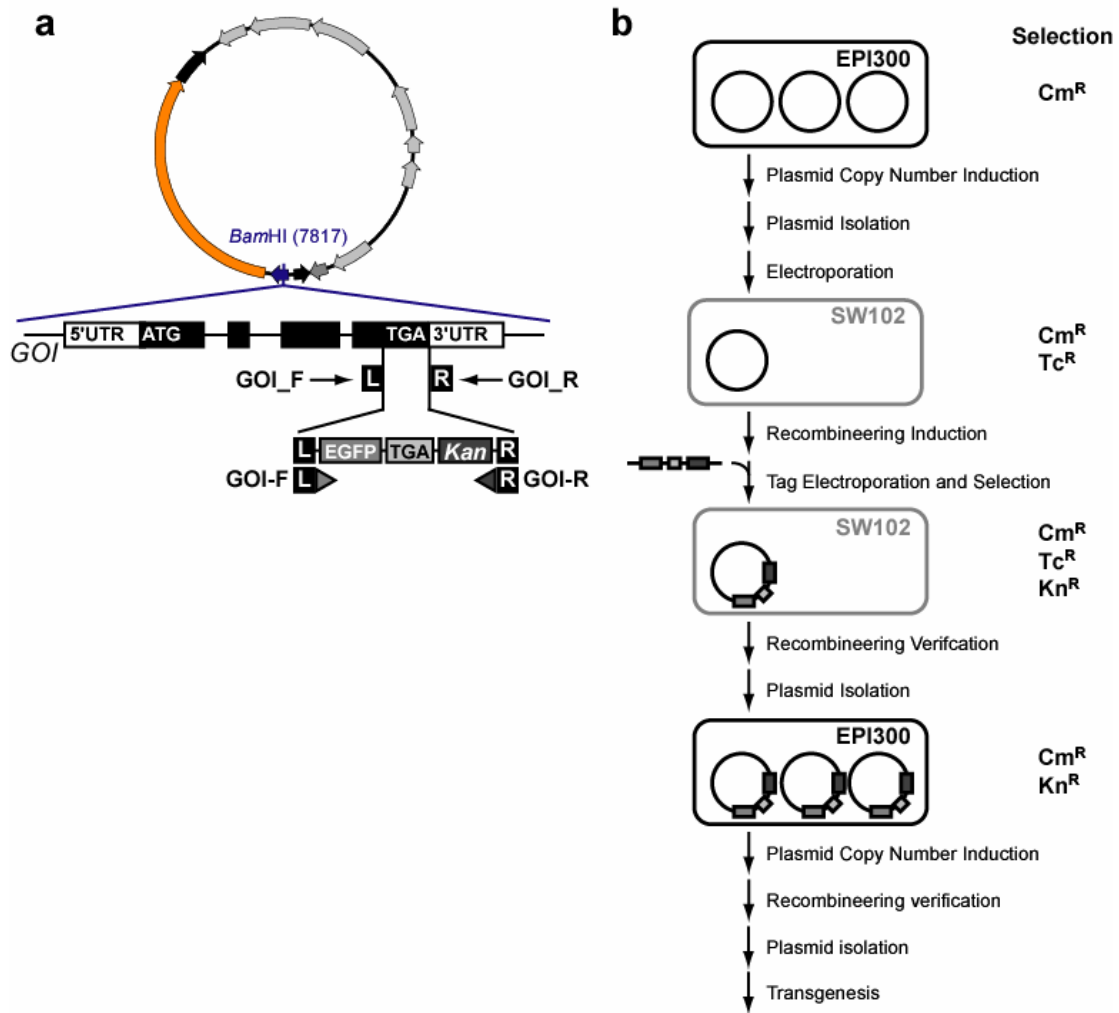 a
BamHI (7817)
5'UTR ATG TGA 3'UTR
GOI
GOI_F L R GOI_R
L EGFP TGA Kan R
GOI-F L R GOI-R
b
Selection
EPI300
CmR
Plasmid Copy Number Induction
Plasmid Isolation
Electroporation
SW102
CmR
TcR
Recombineering Induction
Tag Electroporation and Selection
SW102
CmR
TcR
KnR
Recombineering Verifcation
Plasmid Isolation
EPI300
CmR
KnR
Plasmid Copy Number Induction
Recombineering verification
Plasmid isolation
Transgenesis